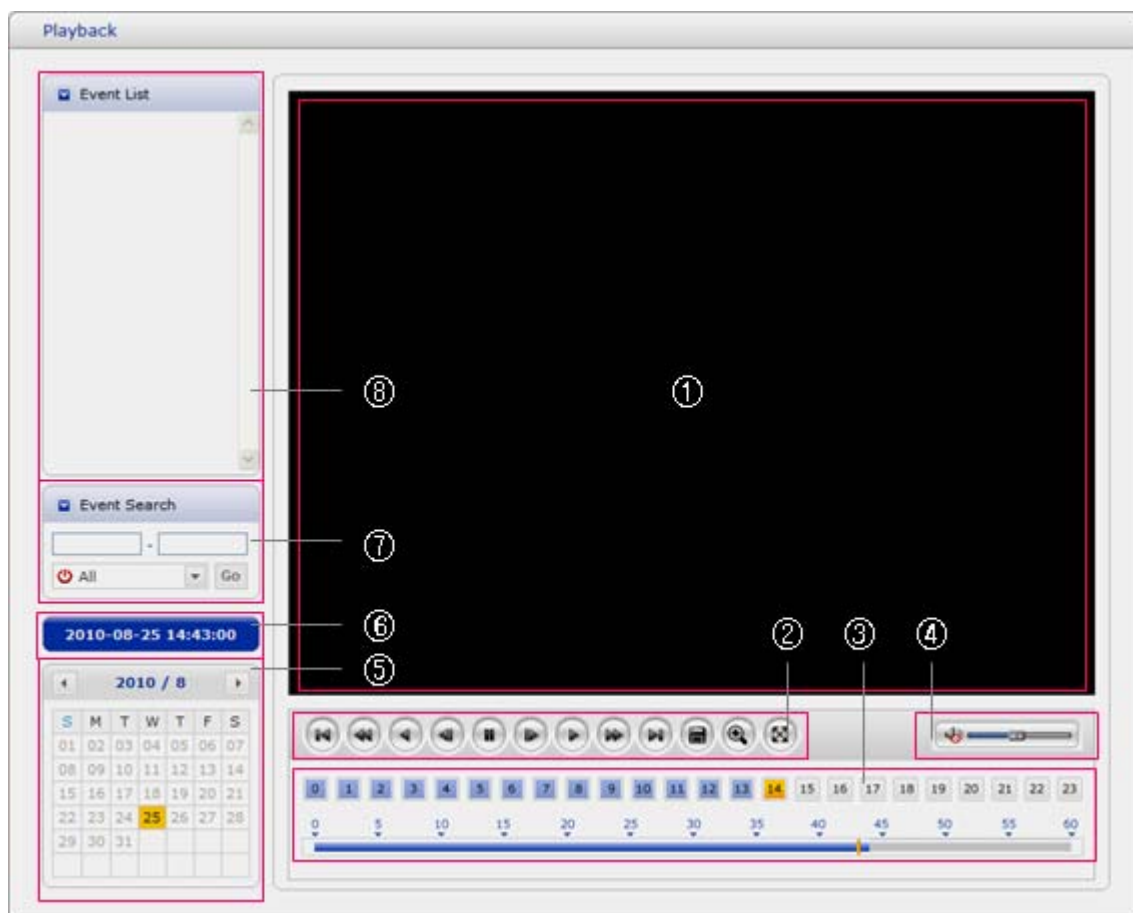 Playback
Event List
⑧
①
Event Search
-
⑦
All
Go
2010-08-25 14:43:00
⑥
②
③
④
⑤
2010 / 8
S M T W T F S
01 02 03 04 05 06 07
08 09 10 11 12 13 14
15 16 17 18 19 20 21
22 23 24 25 26 27 28
29 30 31
0 1 2 3 4 5 6 7 8 9 10 11 12 13 14 15 16 17 18 19 20 21 22 23
0 5 10 15 20 25 30 35 40 45 50 55 60